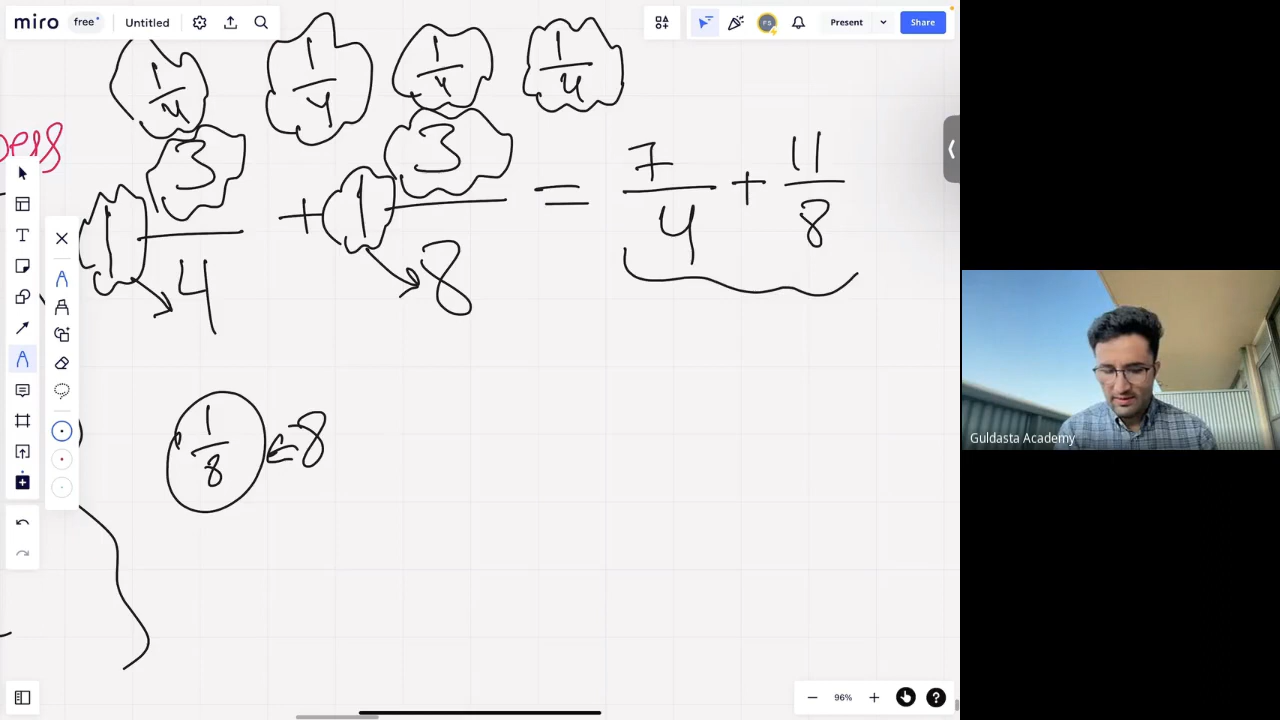 miro free Untitled Present Share
1/4 1/4 1/4 1/4
1 3/4 + 1 3/8 = 7/4 + 11/8
1/8 8
FS
T
Guldasta Academy
96%